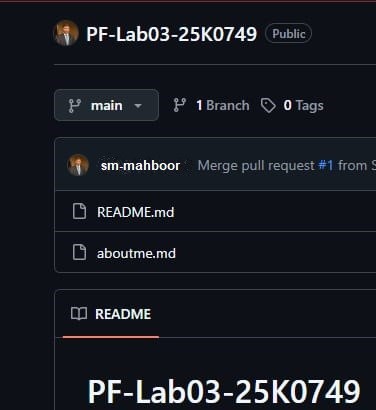 PF-Lab03-25K0749 Public
main 1 Branch 0 Tags
sm-mahboor Merge pull request #1 from
README.md
aboutme.md
README
PF-Lab03-25K0749